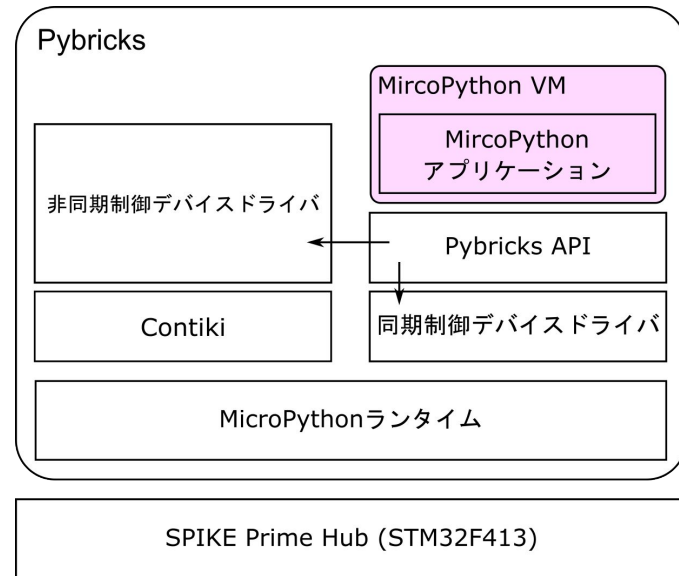 Pybricks
MircoPython VM
MircoPython
アプリケーション
非同期制御デバイスドライバ
Pybricks API
Contiki
同期制御デバイスドライバ
MicroPythonランタイム
SPIKE Prime Hub (STM32F413)